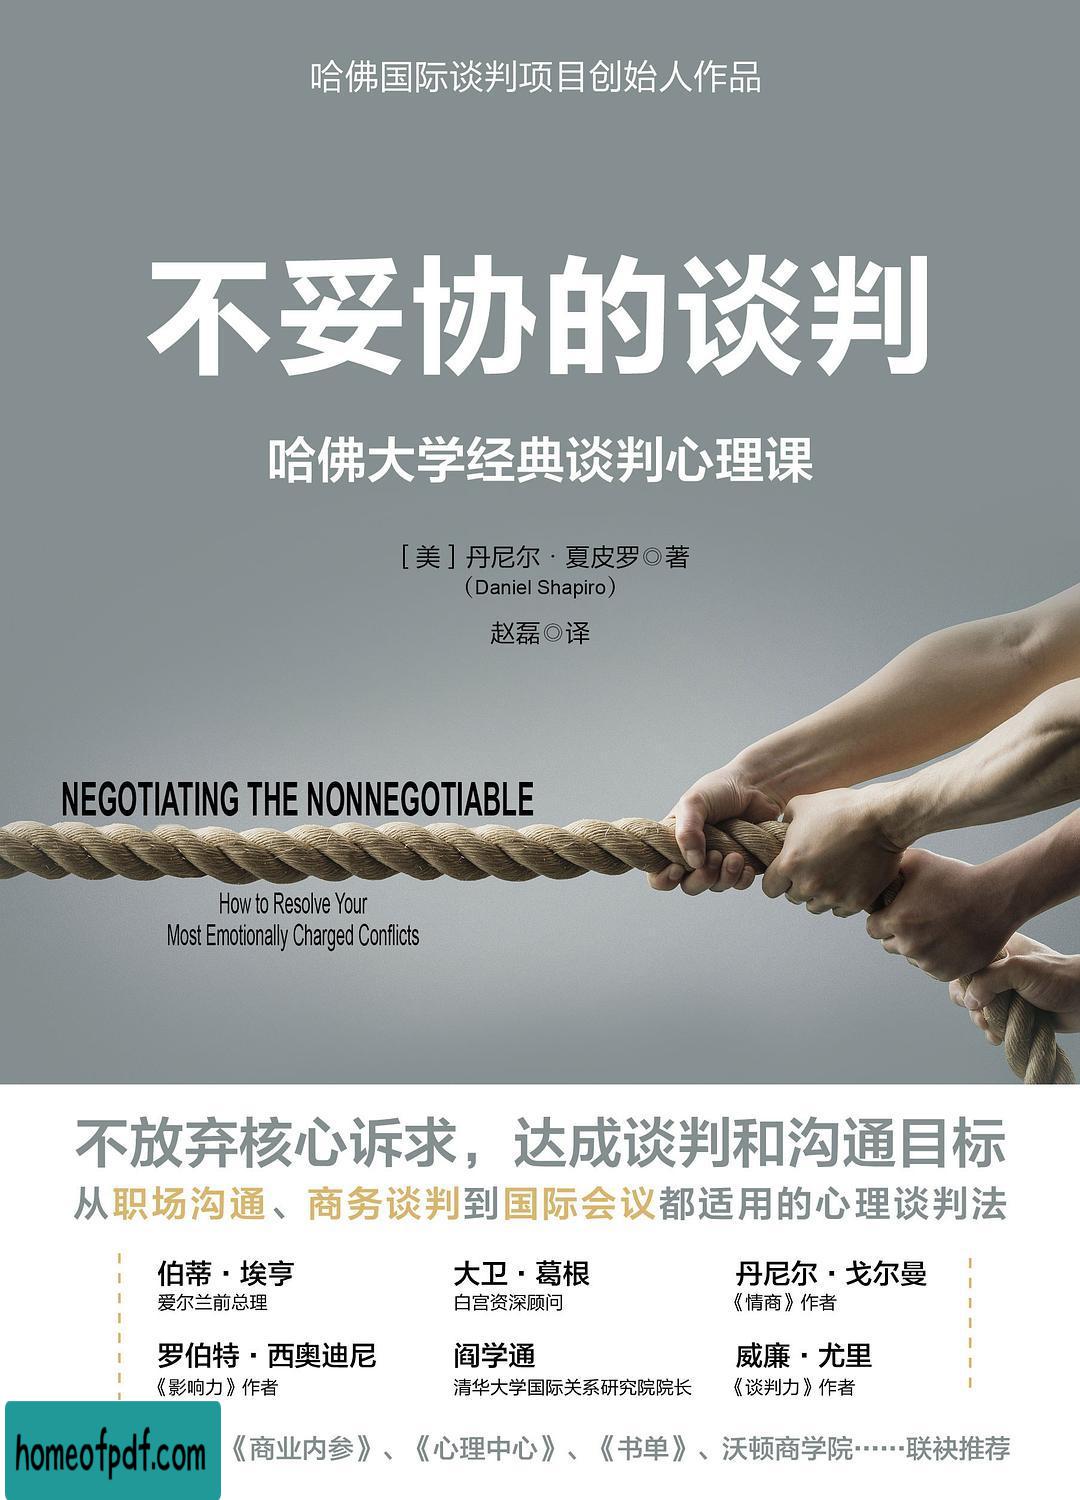 哈佛国际谈判项目创始人作品
不妥协的谈判
哈佛大学经典谈判心理课
[美]丹尼尔·夏皮罗◎著
（Daniel Shapiro）
赵磊◎译
NEGOTIATING THE NONNEGOTIABLE
How to Resolve Your
Most Emotionally Charged Conflicts
不放弃核心诉求，达成谈判和沟通目标
从职场沟通、商务谈判到国际会议都适用的心理谈判法
伯蒂·埃亨 大卫·葛根 丹尼尔·戈尔曼
爱尔兰前总理 白宫资深顾问 《情商》作者
罗伯特·西奥迪尼 阎学通 威廉·尤里
《影响力》作者 清华大学国际关系研究院院长 《谈判力》作者
《商业内参》、《心理中心》、《书单》、沃顿商学院……联袂推荐
homeofpdf.com